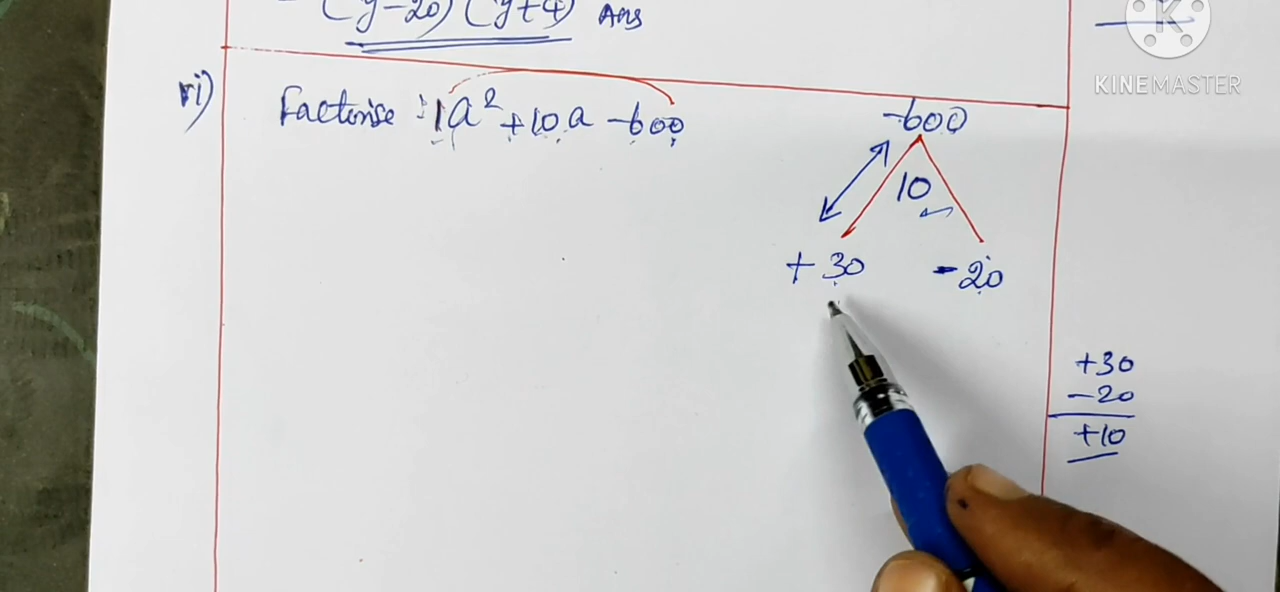 (y-20) (y+4) Ans
K
KINEMASTER
vi) Factorise : 1a² +10a -600
-600
10
+30 -20
+30
-20
+10